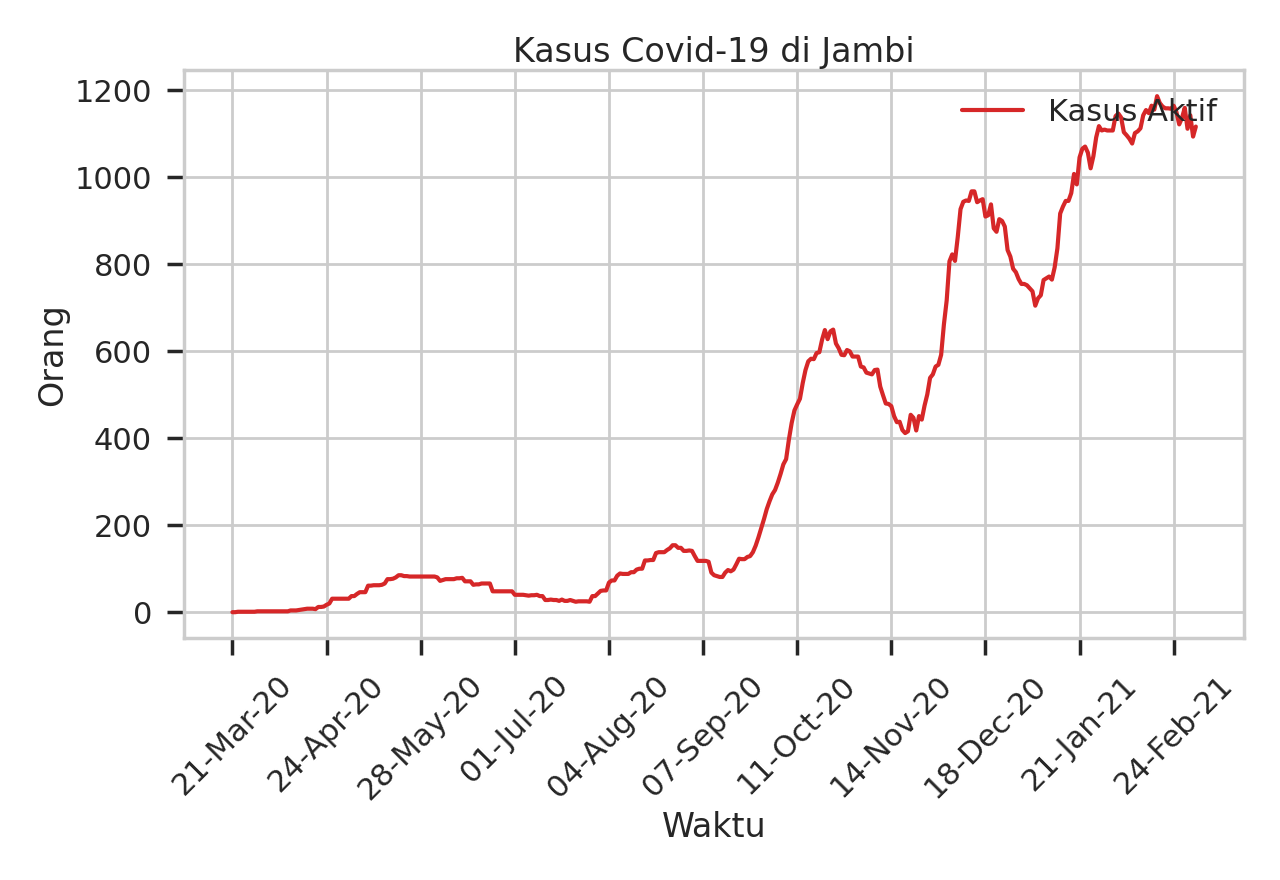 Kasus Covid-19 di Jambi
Kasus Aktif
1200
1000
800
600
400
200
0
Orang
21-Mar-20
24-Apr-20
28-May-20
01-Jul-20
04-Aug-20
07-Sep-20
11-Oct-20
14-Nov-20
18-Dec-20
21-Jan-21
24-Feb-21
Waktu